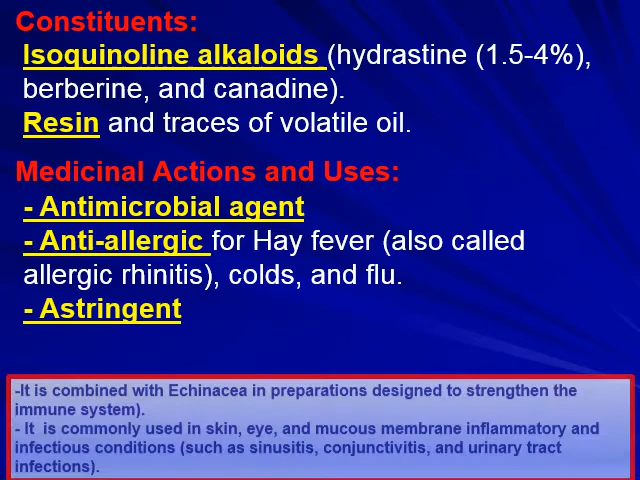 Constituents:
Isoquinoline alkaloids (hydrastine (1.5-4%),
berberine, and canadine).
Resin and traces of volatile oil.
Medicinal Actions and Uses:
- Antimicrobial agent
- Anti-allergic for Hay fever (also called
allergic rhinitis), colds, and flu.
- Astringent
-It is combined with Echinacea in preparations designed to strengthen the
immune system).
- It is commonly used in skin, eye, and mucous membrane inflammatory and
infectious conditions (such as sinusitis, conjunctivitis, and urinary tract
infections).